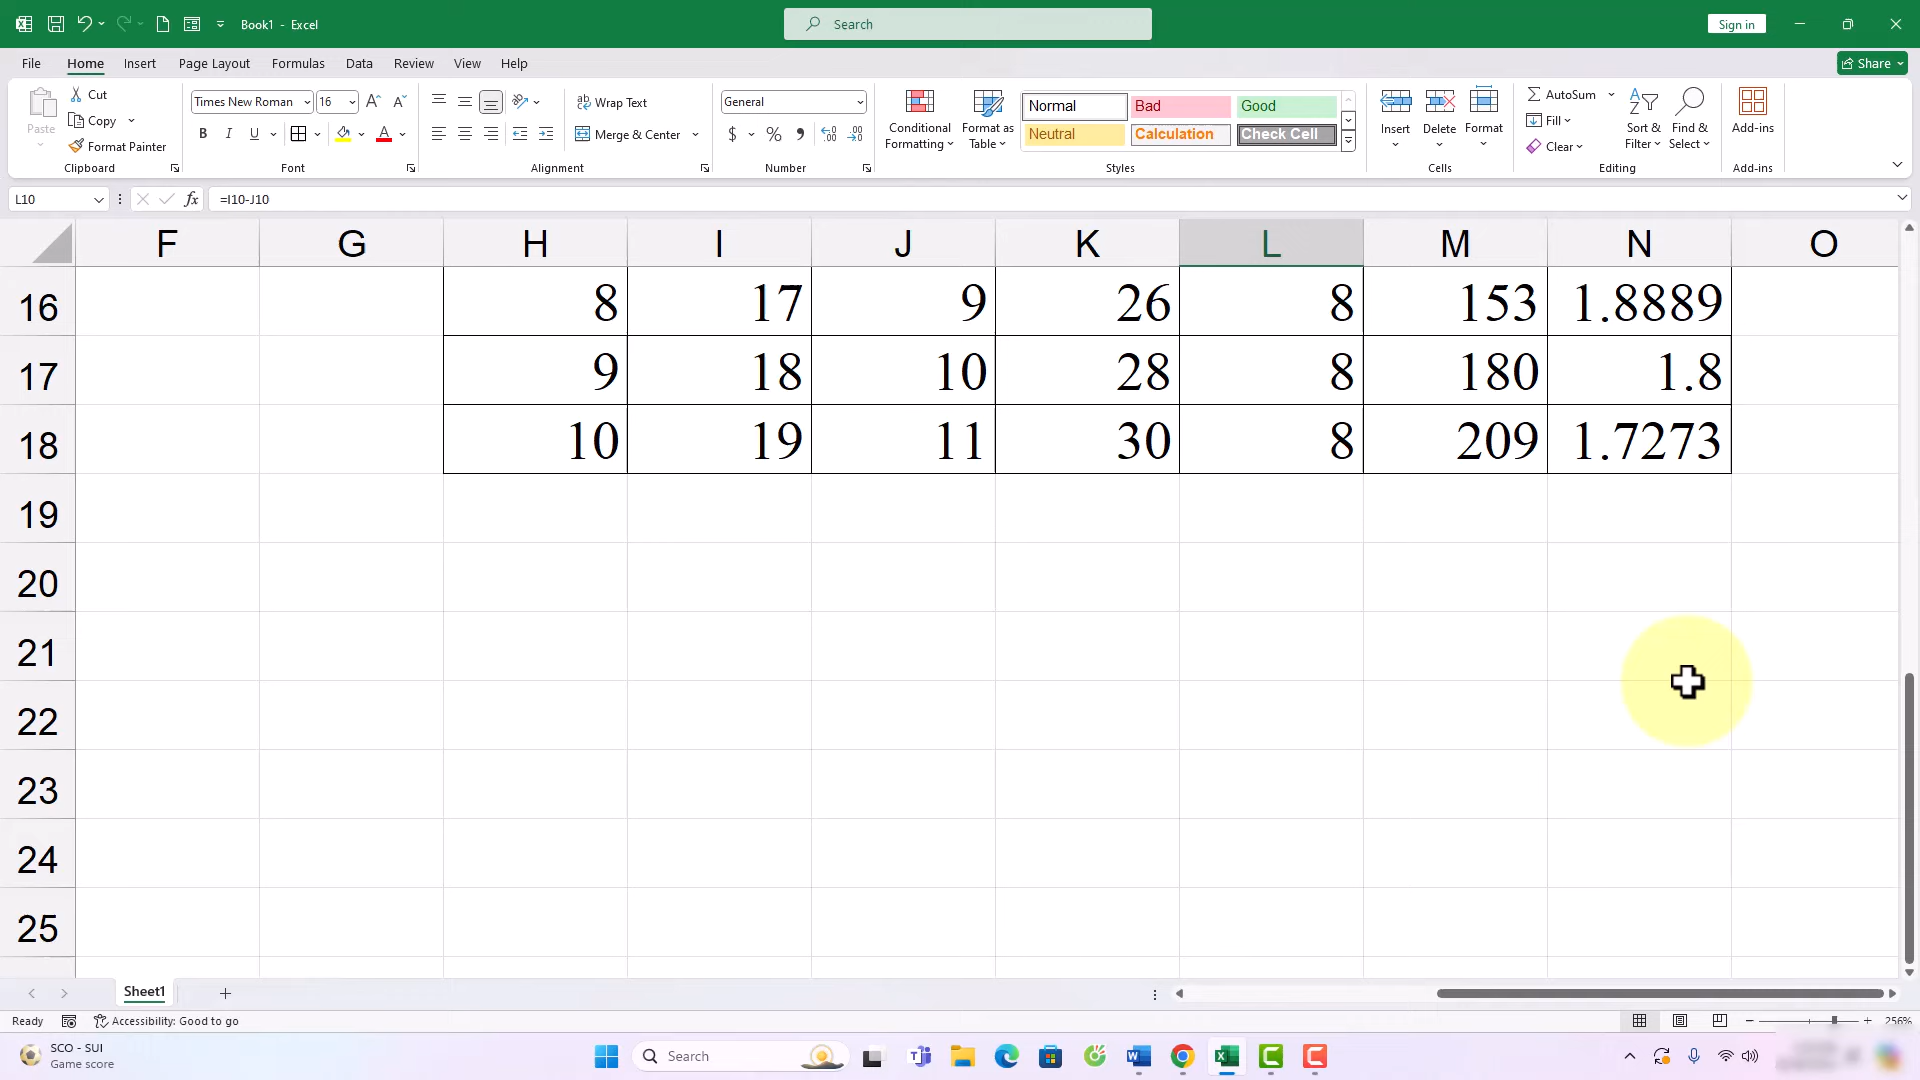 Book1 - Excel
Search
Sign in
File Home Insert Page Layout Formulas Data Review View Help
Share
Paste
Cut
Copy
Format Painter
Clipboard
Times New Roman 16
B I U A
Font
Wrap Text
Merge & Center
Alignment
General
$ % ,
Number
Conditional Formatting
Format as Table
Normal Bad Good
Neutral Calculation Check Cell
Styles
Insert Delete Format
Cells
AutoSum
Fill
Clear
Sort & Filter
Find & Select
Editing
Add-ins
Add-ins
L10 fx =I10-J10
F G H I J K L M N O
16 8 17 9 26 8 153 1.8889
17 9 18 10 28 8 180 1.8
18 10 19 11 30 8 209 1.7273
19
20
21
22
23
24
25
Sheet1
Ready Accessibility: Good to go 256%
SCO - SUI
Game score
Search